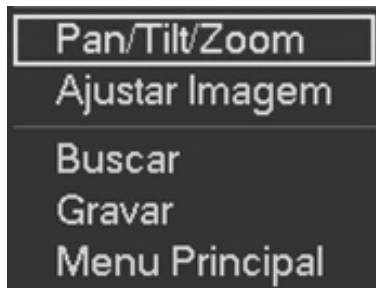 Pan/Tilt/Zoom
Ajustar Imagem
Buscar
Gravar
Menu Principal